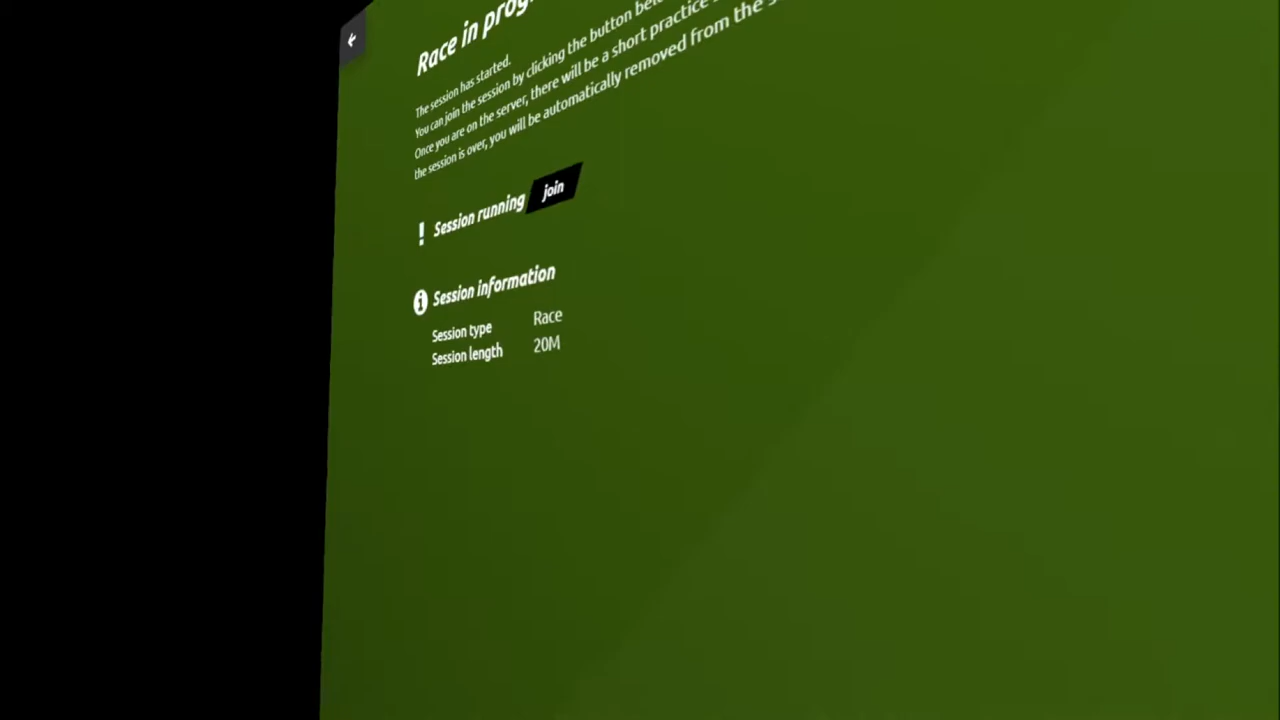 Race in
The session has started.
You can join the session by clicking the button
Once you are on the server, there will be a short practice
the session is over, you will be automatically removed from the
! Session running join
Session information
Session type Race
Session length 20M